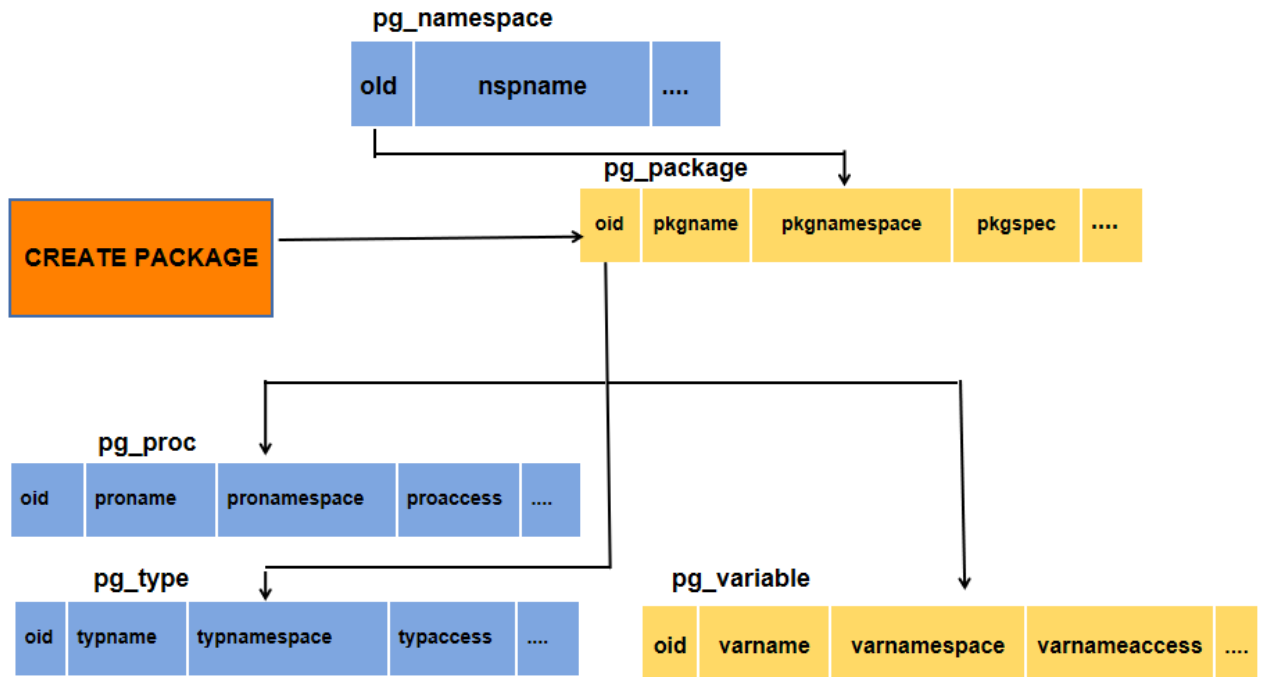 pg_namespace
old nspname ....
pg_package
oid pkgname pkgnamespace pkgspec ....
CREATE PACKAGE
pg_proc
oid proname pronamespace proaccess ....
pg_type
oid typname typnamespace typaccess ....
pg_variable
oid varname varnamespace varnameaccess ....